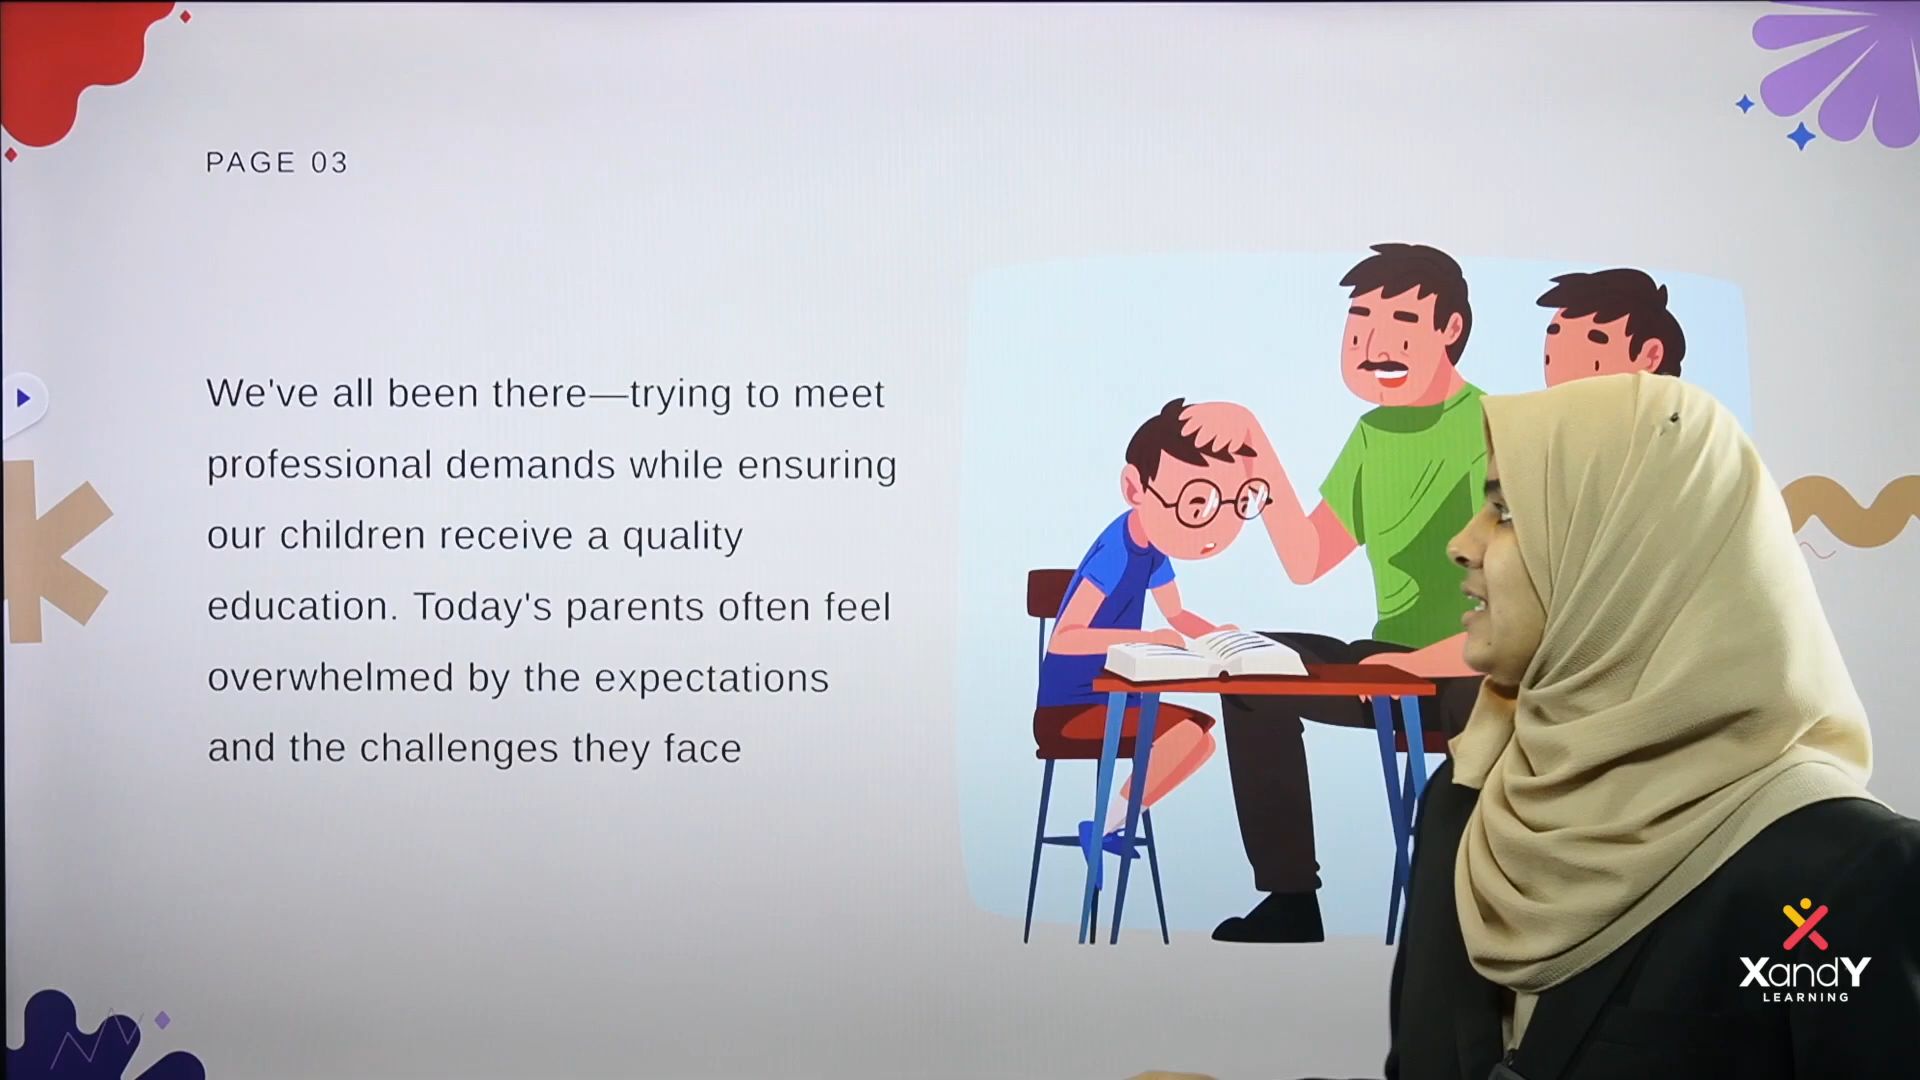 PAGE 03
We've all been there—trying to meet
professional demands while ensuring
our children receive a quality
education. Today's parents often feel
overwhelmed by the expectations
and the challenges they face
XandY
LEARNING